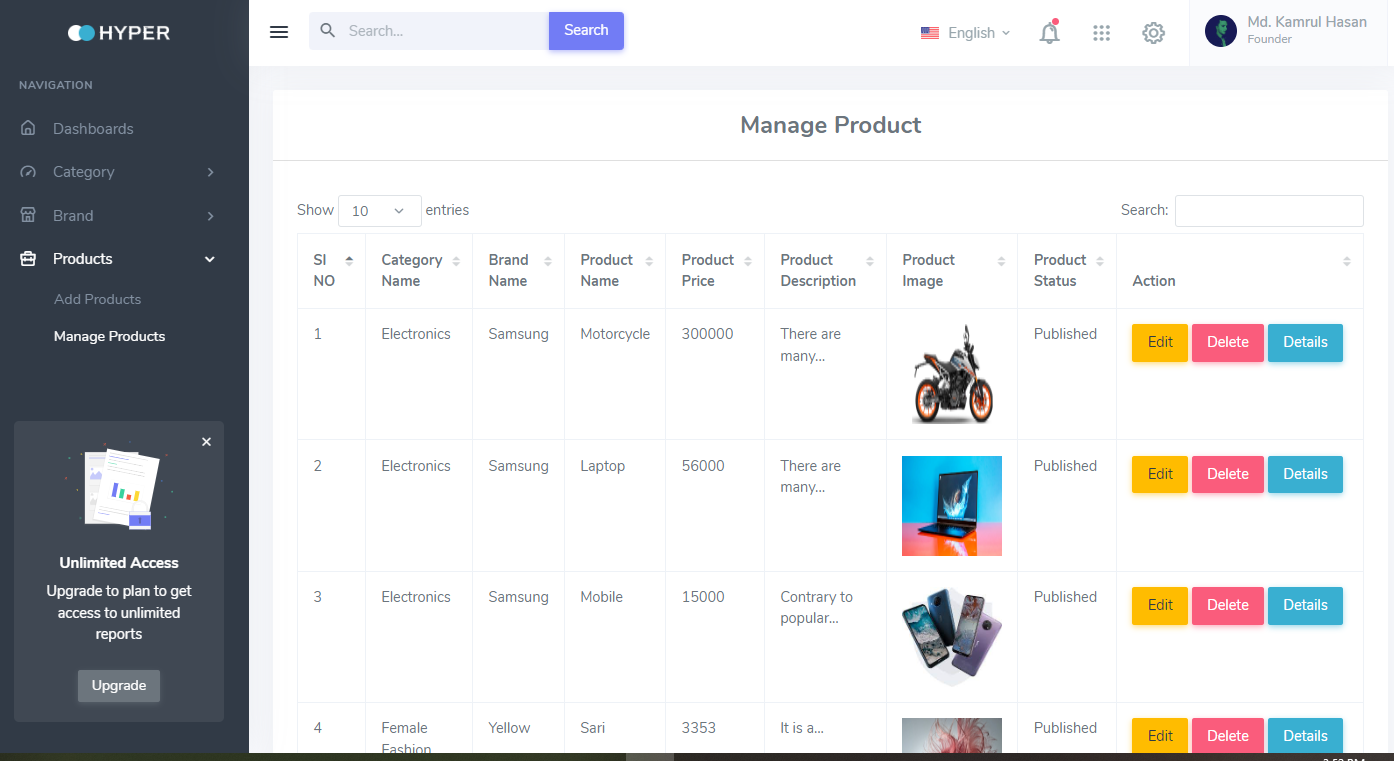 HYPER
Search...
Search
English
Md. Kamrul Hasan
Founder
NAVIGATION
Dashboards
Category
Brand
Products
Add Products
Manage Products
Unlimited Access
Upgrade to plan to get
access to unlimited
reports
Upgrade
Manage Product
Show 10 entries
Search:
Sl NO
Category Name
Brand Name
Product Name
Product Price
Product Description
Product Image
Product Status
Action
1 Electronics Samsung Motorcycle 300000 There are Published Edit Delete Details
many...
2 Electronics Samsung Laptop 56000 There are Published Edit Delete Details
many...
3 Electronics Samsung Mobile 15000 Contrary to Published Edit Delete Details
popular...
4 Female Yellow Sari 3353 It is a... Published Edit Delete Details
Fashion